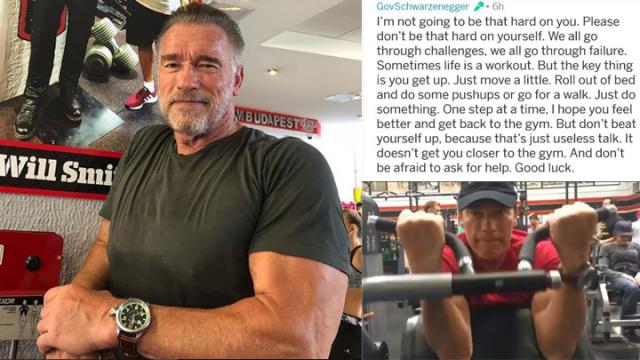 Will Smi
M BUDAPEST
EXOR
GovSchwarzenegger · 6h
I'm not going to be that hard on you. Please
don't be that hard on yourself. We all go
through challenges, we all go through failure.
Sometimes life is a workout. But the key thing
is you get up. Just move a little. Roll out of bed
and do some pushups or go for a walk. Just do
something. One step at a time, I hope you feel
better and get back to the gym. But don't beat
yourself up, because that's just useless talk. It
doesn't get you closer to the gym. And don't
be afraid to ask for help. Good luck.